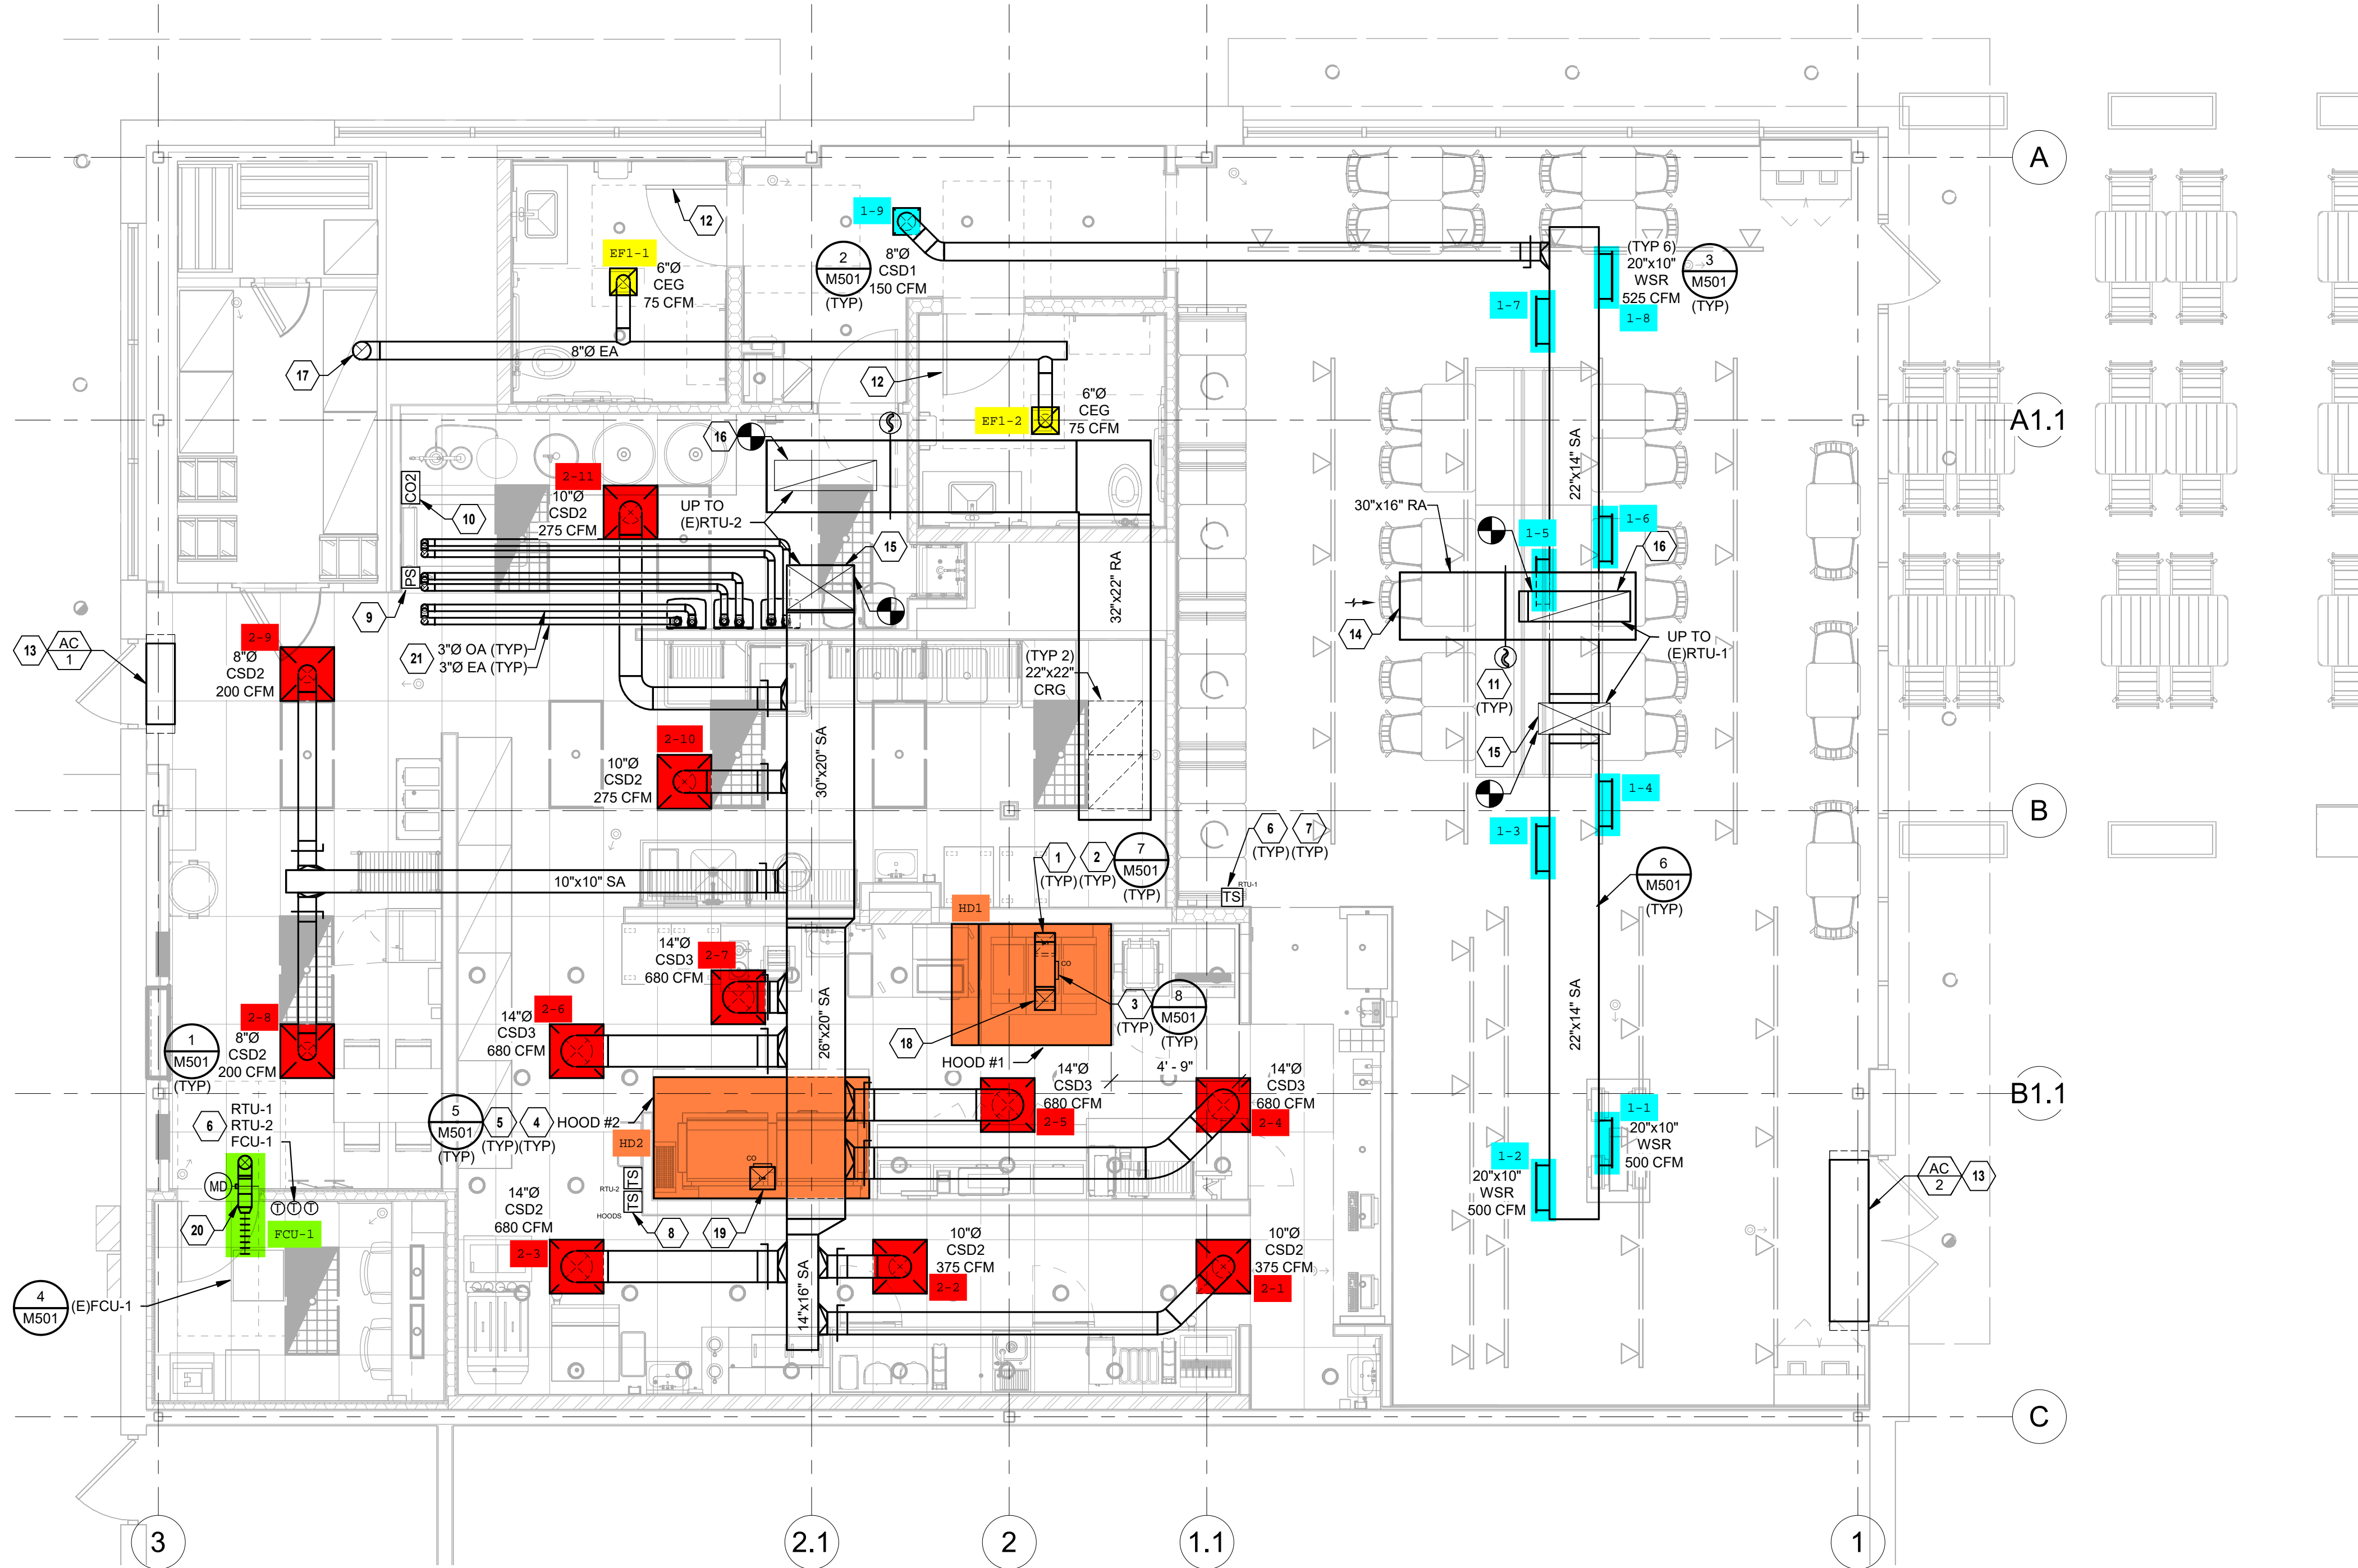 A
12
1-9
EF1-1
6"Ø
CEG
75 CFM
2
M501
(TYP)
8"Ø
CSD1
150 CFM
(TYP 6)
20"x10"
WSR
525 CFM
3
M501
(TYP)
1-7
1-8
8"Ø EA
17
12
6"Ø
CEG
75 CFM
EF1-2
A1.1
16
22"x14" SA
2-11
10"Ø
CSD2
275 CFM
CO2
10
UP TO
(E)RTU-2
30"x16" RA
1-5
1-6
16
15
PS
9
32"x22" RA
14
UP TO
(E)RTU-1
13
AC
1
2-9
8"Ø
CSD2
200 CFM
21
3"Ø OA (TYP)
3"Ø EA (TYP)
(TYP 2)
22"x22"
CRG
11
(TYP)
15
2-10
10"Ø
CSD2
275 CFM
30"x20" SA
1-4
B
1-3
6
(TYP)
7
(TYP)
1
(TYP)
2
(TYP)
7
M501
(TYP)
6
M501
(TYP)
10"x10" SA
RTU-1
TS
HD1
14"Ø
CSD3
680 CFM
2-7
CO
3
(TYP)
8
M501
(TYP)
2-6
14"Ø
CSD3
680 CFM
26"x20" SA
18
HOOD #1
22"x14" SA
2-8
8"Ø
CSD2
200 CFM
1
M501
(TYP)
14"Ø
CSD3
680 CFM
2-5
4' - 9"
14"Ø
CSD3
680 CFM
2-4
B1.1
6
RTU-1
RTU-2
FCU-1
5
M501
(TYP)
5
(TYP)
4
(TYP)
HOOD #2
HD2
1-1
20"x10"
WSR
500 CFM
1-2
20"x10"
WSR
500 CFM
AC
2
13
MD
CO
RTU-2
TS
HOODS
TS
T
T
T
20
FCU-1
8
19
14"Ø
CSD2
680 CFM
2-3
10"Ø
CSD2
375 CFM
2-2
10"Ø
CSD2
375 CFM
2-1
14"x16" SA
4
M501
(E)FCU-1
C
3
2.1
2
1.1
1